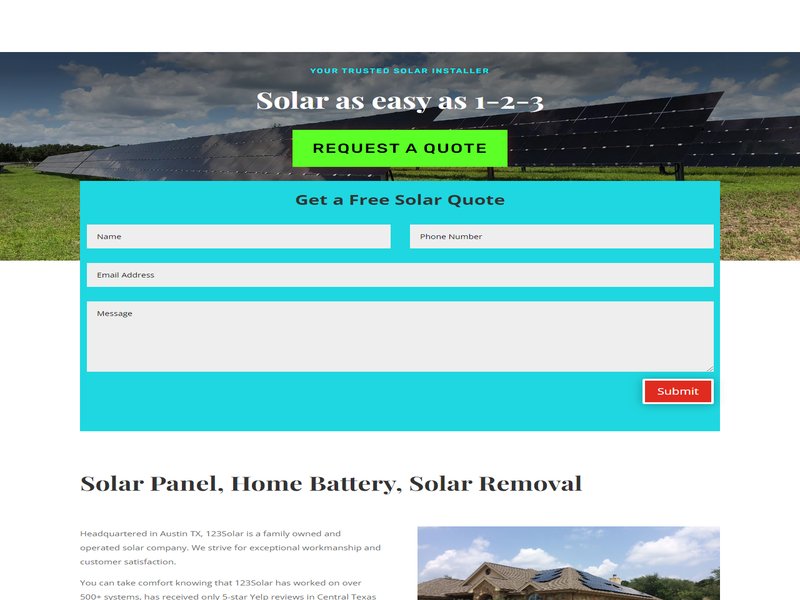 YOUR TRUSTED SOLAR INSTALLER
Solar as easy as 1-2-3
REQUEST A QUOTE
Get a Free Solar Quote
Name
Phone Number
Email Address
Message
Submit
Solar Panel, Home Battery, Solar Removal
Headquartered in Austin TX, 123Solar is a family owned and
operated solar company. We strive for exceptional workmanship and
customer satisfaction.
You can take comfort knowing that 123Solar has worked on over
500+ systems, has received only 5-star Yelp reviews in Central Texas